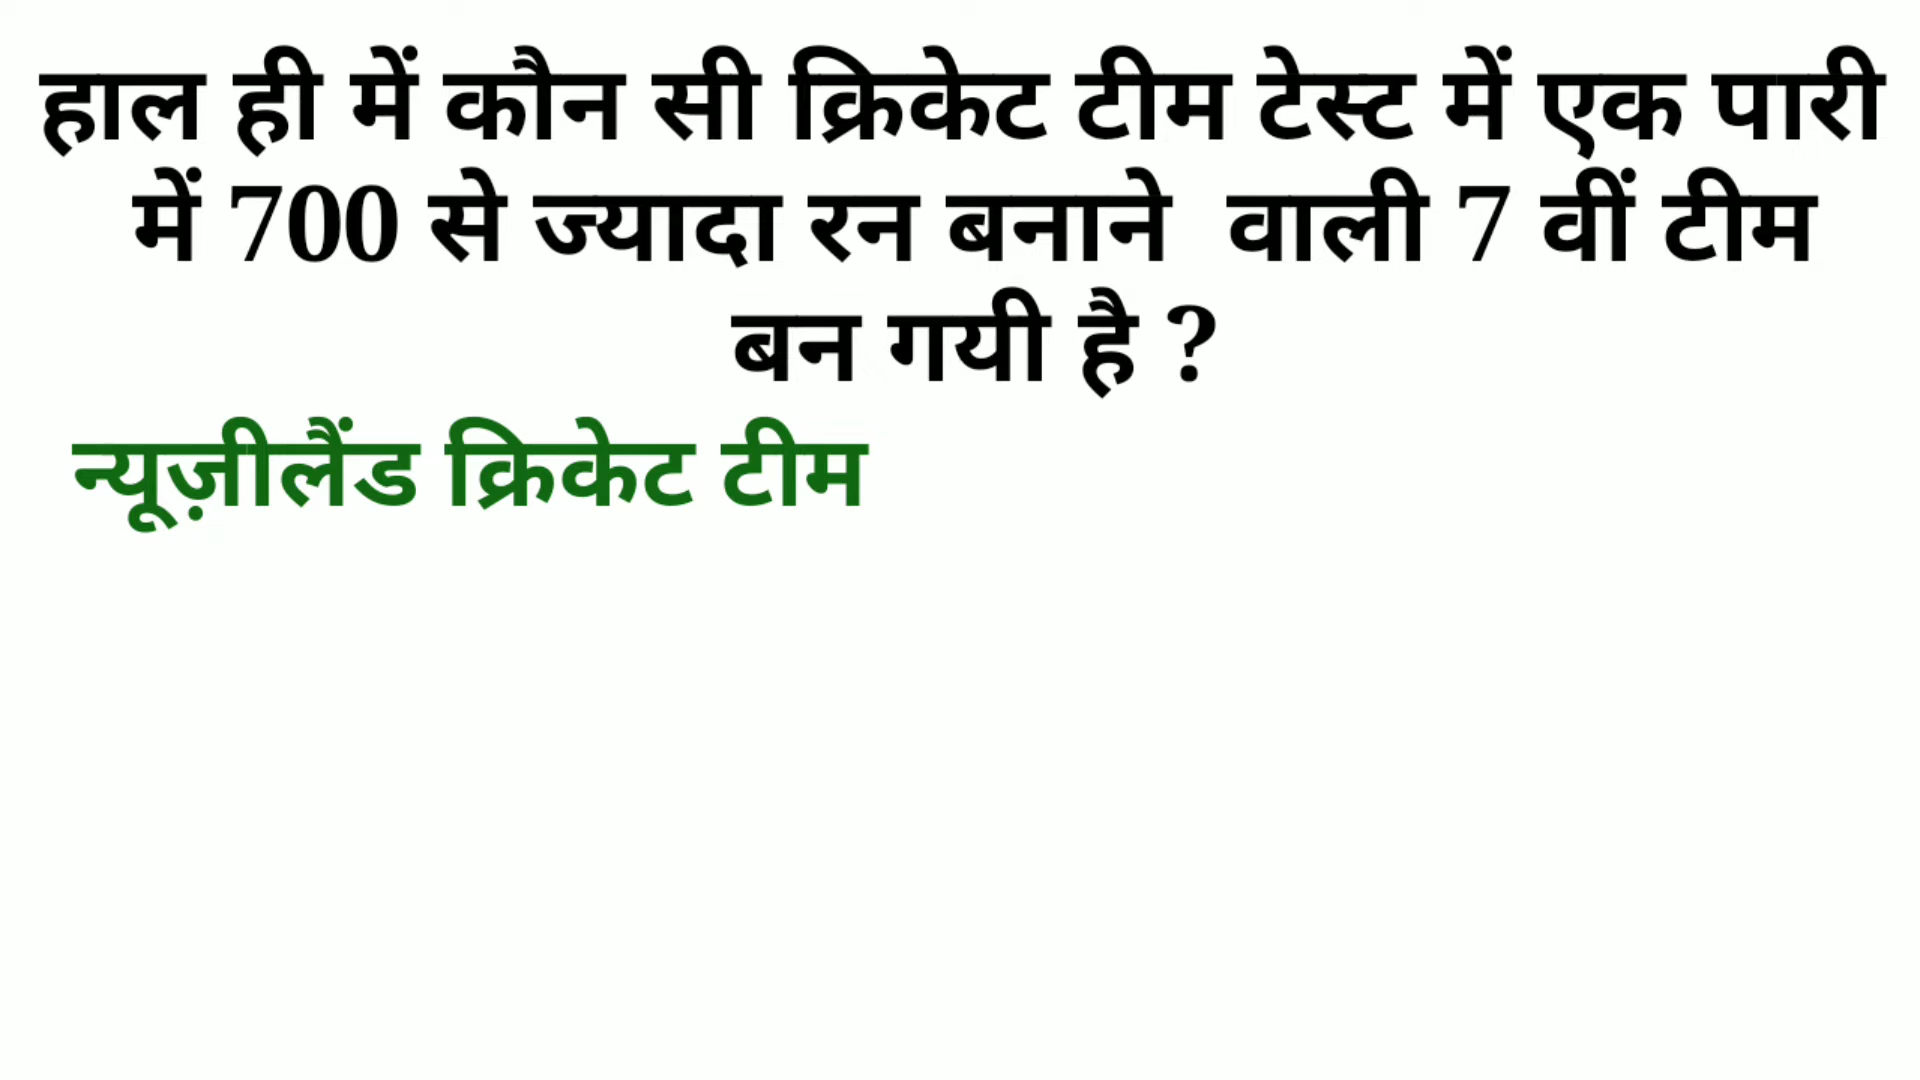 हाल ही में कौन सी क्रिकेट टीम टेस्ट में एक पारी
में 700 से ज्यादा रन बनाने वाली 7 वीं टीम
बन गयी है ?
न्यूज़ीलैंड क्रिकेट टीम